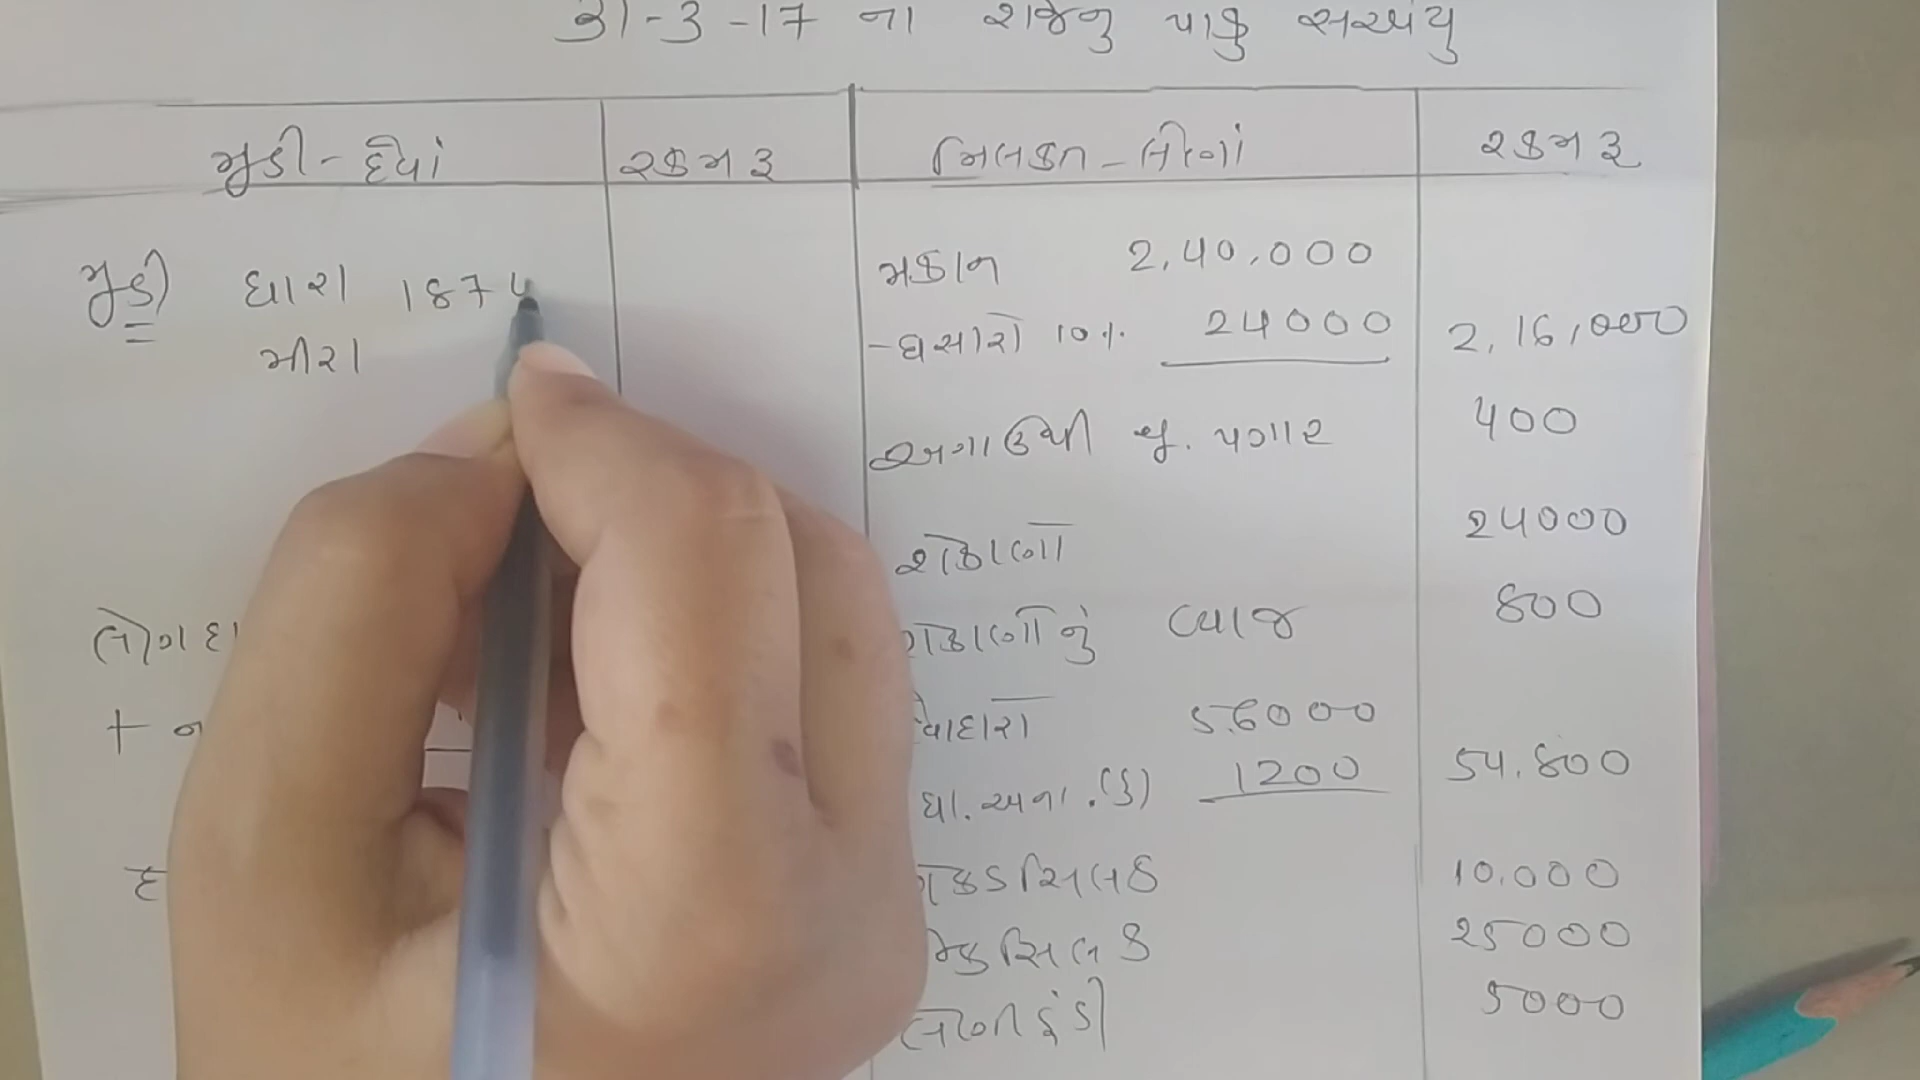 31-3-17 ના રોજનુ પાકુ સરવૈયુ
મુડી - દેવાં રકમ રૂ મિલકત - લેણાં રકમ રૂ
મુડી ધારા 1874
મીરા
મકાન 2,40,000
- ઘસારો 10% 24000 2,16,000
અગાઉથી ચુ. પગાર 400
રોકાણો 24000
રોકાણોનું વ્યાજ 800
56000
ઘા. અના. (ફ) 1200 54,800
10,000
25000
લેણીહુંડી 5000
+